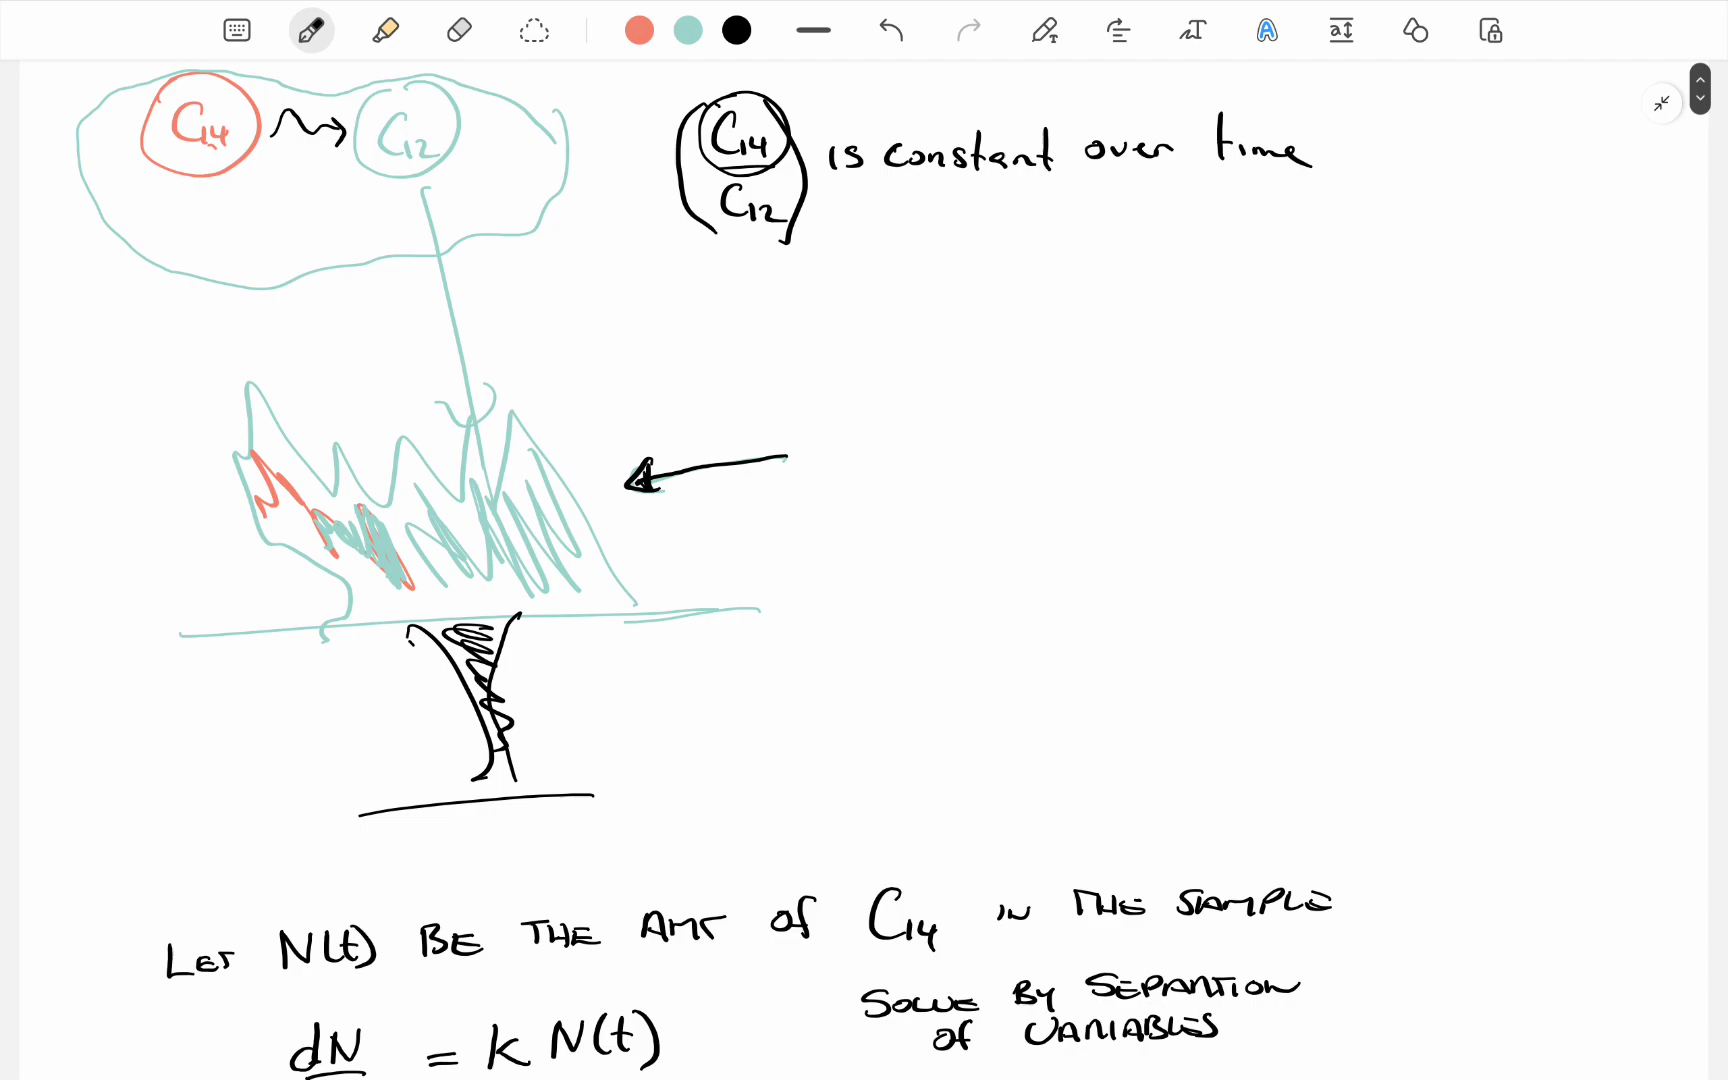 C14 C12
C14
C12
is constant over time
LET N(t) BE THE AMT of C14 IN THE SAMPLE
SOLVE BY SEPARTION
of VARIABLES
dN = k N(t)